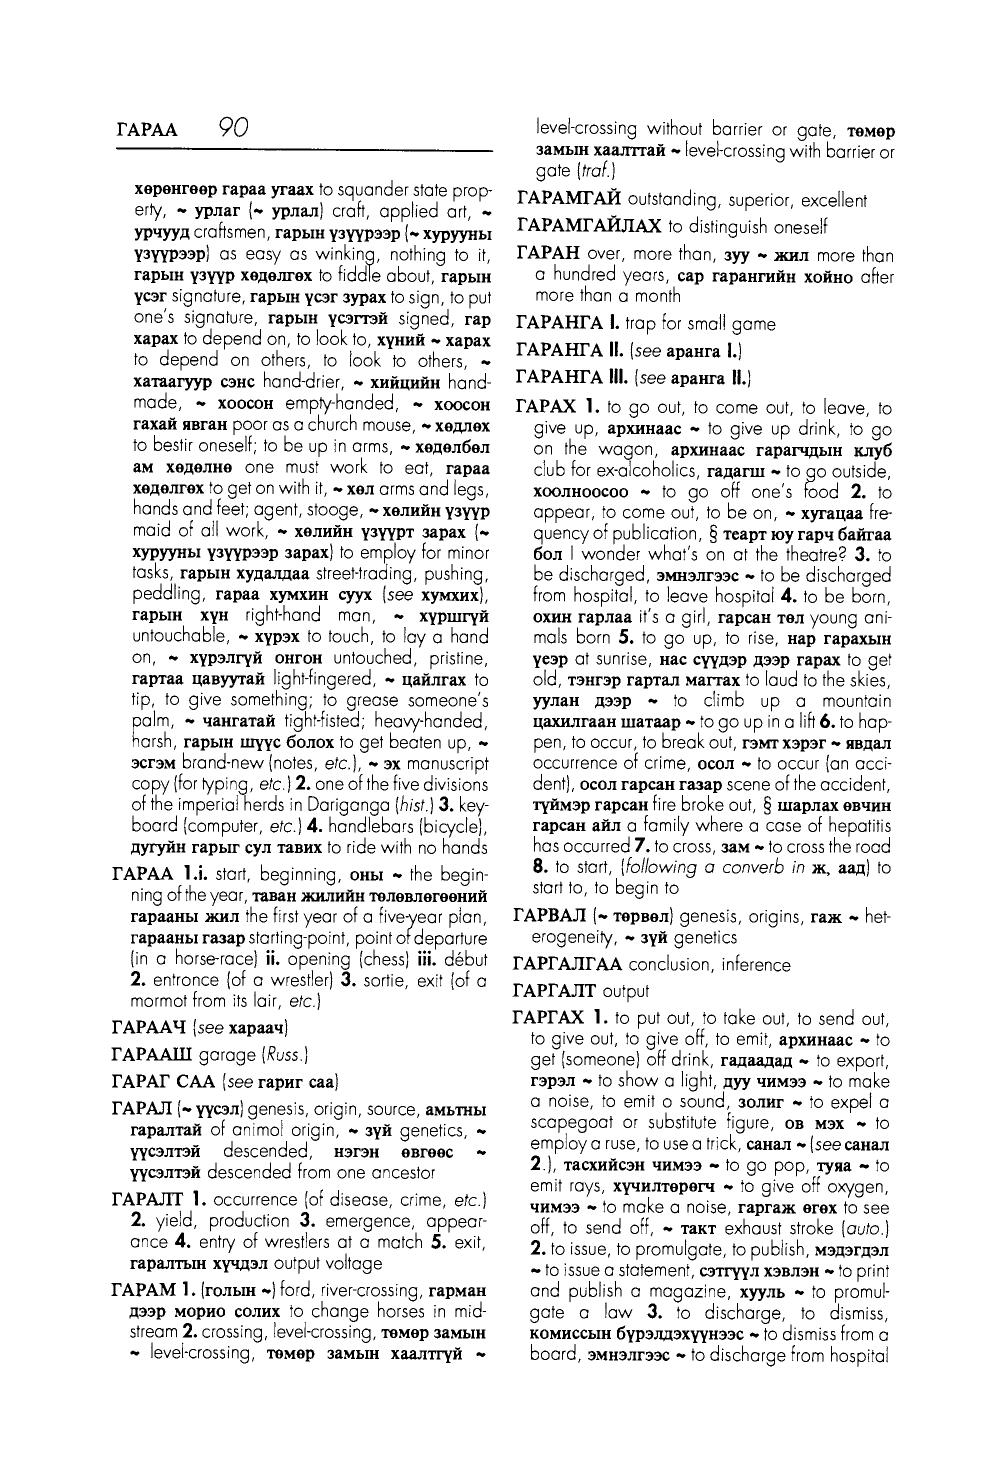 ГАРАА 90
хөрөнгөөр гараа угаах to squander state prop-
erty, ~ урлаг (~ урлал) craft, applied art, ~
урчууд craftsmen, гарын үзүүрээр (~ хурууны
үзүүрээр) as easy as winking, nothing to it,
гарын үзүүр хөдөлгөх to fiddle about, гарын
үсэг signature, гарын үсэг зурах to sign, to put
one's signature, гарын үсэгтэй signed, гар
харах to depend on, to look to, хүний ~ харах
to depend on others, to look to others, ~
хатаагуур сэнс hand-drier, ~ хийцийн hand-
made, ~ хоосон empty-handed, ~ хоосон
гахай явган poor as a church mouse, ~ хөдлөх
to bestir oneself; to be up in arms, ~ хөдөлбөл
ам хөдөлнө one must work to eat, гараа
хөдөлгөх to get on with it, ~ хөл arms and legs,
hands and feet; agent, stooge, ~ хөлийн үзүүр
maid of all work, ~ хөлийн үзүүрт зарах (~
хурууны үзүүрээр зарах) to employ for minor
tasks, гарын худалдаа street-trading, pushing,
peddling, гараа хумхин суух (see хумхих),
гарын хүн right-hand man, ~ хүршгүй
untouchable, ~ хүрэх to touch, to lay a hand
on, ~ хүрэлгүй онгон untouched, pristine,
гартаа цавуутай light-fingered, ~ цайлгах to
tip, to give something; to grease someone's
palm, ~ чангатай tight-fisted; heavy-handed,
harsh, гарын шүүс болох to get beaten up, ~
эсгэм brand-new (notes, etc.), ~ эх manuscript
copy (for typing, etc.) 2. one of the five divisions
of the imperial herds in Dariganga (hist.) 3. key-
board (computer, etc.) 4. handlebars (bicycle),
дугуйн гарыг сул тавих to ride with no hands
ГАРАА 1.i. start, beginning, оны ~ the begin-
ning of the year, таван жилийн төлөвлөгөөний
гарааны жил the first year of a five-year plan,
гарааны газар starting-point, point of departure
(in a horse-race) ii. opening (chess) iii. début
2. entronce (of a wrestler) 3. sortie, exit (of a
mormot from its lair, etc.)
ГАРААЧ (see хараач)
ГАРААШ garage (Russ.)
ГАРАГ СAA (see гариг саа)
ГАРАЛ (~ үүсэл) genesis, origin, source, амьтны
гаралтай of animal origin, ~ зүй genetics, ~
үүсэлтэй descended, нэгэн өвгөөс ~
үүсэлтэй descended from one ancestor
ГАРАЛТ 1. occurrence (of disease, crime, etc.)
2. yield, production 3. emergence, appear-
ance 4. entry of wrestlers at a match 5. exit,
гаралтын хүчдэл output voltage
ГАРАМ 1. (голын ~) ford, river-crossing, гарман
дээр морио солих to change horses in mid-
stream 2. crossing, level-crossing, төмөр замын
~ level-crossing, төмөр замын хаалтгүй ~
level-crossing without barrier or gate, төмөр
замын хаалттай ~ level-crossing with barrier or
gate (traf.)
ГАРАМГАЙ outstanding, superior, excellent
ГАРАМГАЙЛАХ to distinguish oneself
ГАРАН over, more than, зуу ~ жил more than
a hundred years, сар гарангийн хойно after
more than a month
ГАРАНГА I. trap for small game
ГАРАНГА II. (see аранга I.)
ГАРАНГА III. (see аранга II.)
ГАРАХ 1. to go out, to come out, to leave, to
give up, архинаас ~ to give up drink, to go
on the wagon, архинаас гарагчдын клуб
club for ex-alcoholics, гадагш ~ to go outside,
хоолноосоо ~ to go off one's food 2. to
appear, to come out, to be on, ~ хугацаа fre-
quency of publication, § теарт юу гарч байгаа
бол I wonder what's on at the theatre? 3. to
be discharged, эмнэлгээс ~ to be discharged
from hospital, to leave hospital 4. to be born,
охин гарлаа it's a girl, гарсан төл young ani-
mals born 5. to go up, to rise, нар гарахын
үеэр at sunrise, нас сүүдэр дээр гарах to get
old, тэнгэр гартал магтах to laud to the skies,
уулан дээр ~ to climb up a mountain
цахилгаан шатаар ~ to go up in a lift 6. to hap-
pen, to occur, to break out, гэмт хэрэг ~ явдал
occurrence of crime, осол ~ to occur (an acci-
dent), осол гарсан газар scene of the accident,
түймэр гарсан fire broke out, § шарлах өвчин
гарсан айл a family where a case of hepatitis
has occurred 7. to cross, зам ~ to cross the road
8. to start, (following a converb in ж, аад) to
start to, to begin to
ГАРВАЛ (~ төрвөл) genesis, origins, гаж ~ het-
erogeneity, ~ зүй genetics
ГАРГАЛГАА conclusion, inference
ГАРГАЛТ output
ГАРГАХ 1. to put out, to take out, to send out,
to give out, to give off, to emit, архинаас ~ to
get (someone) off drink, гадаадад ~ to export,
гэрэл ~ to show a light, дуу чимээ ~ to make
a noise, to emit o sound, золиг ~ to expel a
scapegoat or substitute figure, ов мэх ~ to
employ a ruse, to use a trick, санал ~ (see санал
2.), тасхийсэн чимээ ~ to go pop, туяа ~ to
emit rays, хүчилтөрөгч ~ to give off oxygen,
чимээ ~ to make a noise, гаргаж өгөх to see
off, to send off, ~ такт exhaust stroke (auto.)
2. to issue, to promulgate, to publish, мэдэгдэл
~ to issue a statement, сэтгүүл хэвлэн ~ to print
and publish a magazine, хууль ~ to promul-
gate a law 3. to discharge, to dismiss,
комиссын бүрэлдэхүүнээс ~ to dismiss from a
board, эмнэлгээс ~ to discharge from hospital